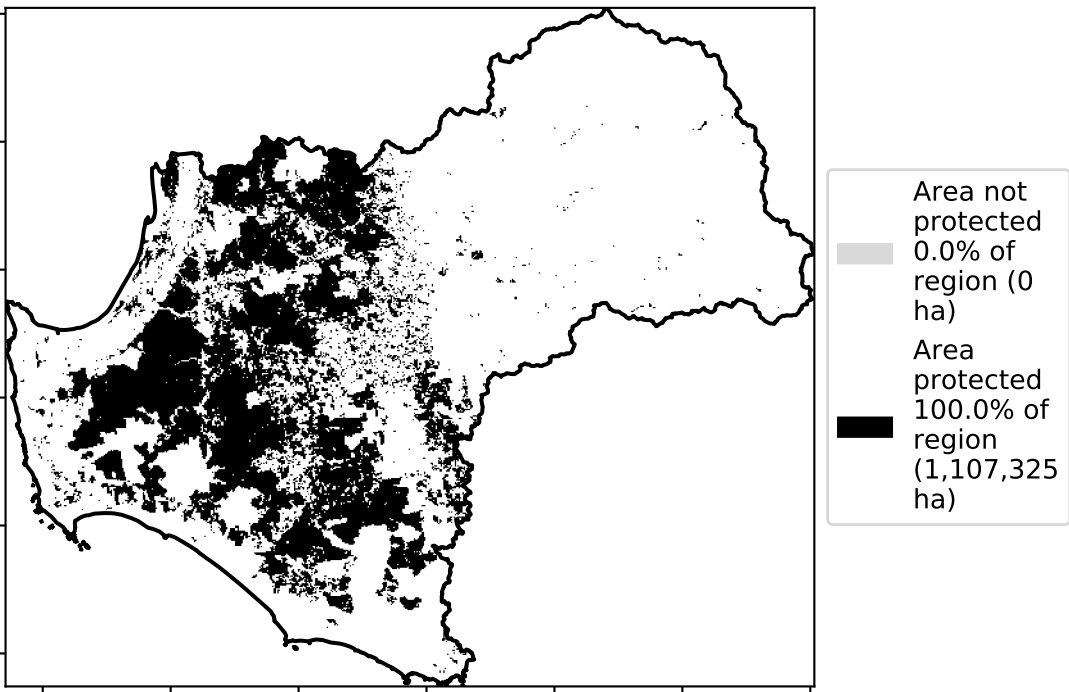 Area not
protected
0.0% of
region (0
ha)
Area
protected
100.0% of
region
(1,107,325
ha)